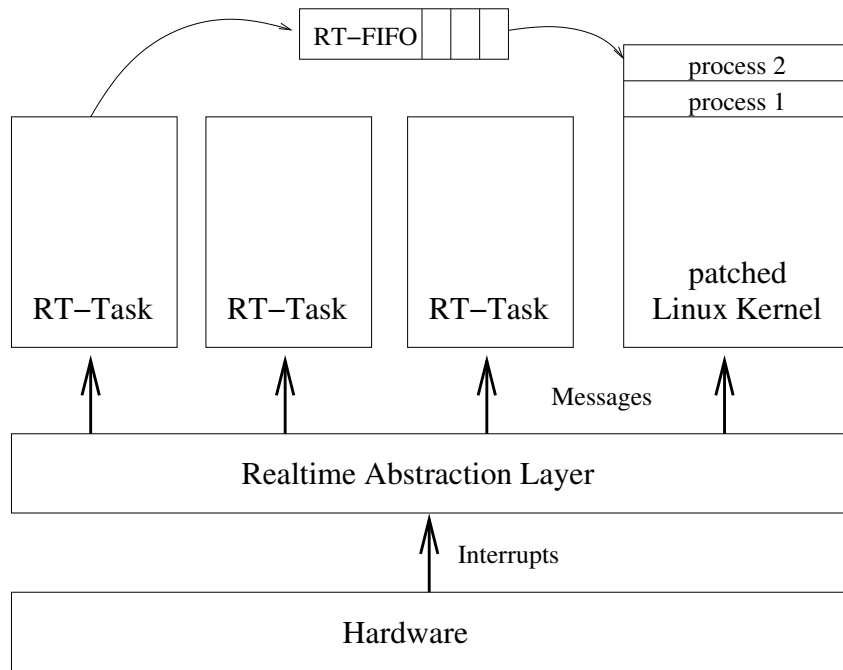 RT−FIFO
process 2
process 1
RT−Task
RT−Task
RT−Task
patched
Linux Kernel
Messages
Realtime Abstraction Layer
Interrupts
Hardware